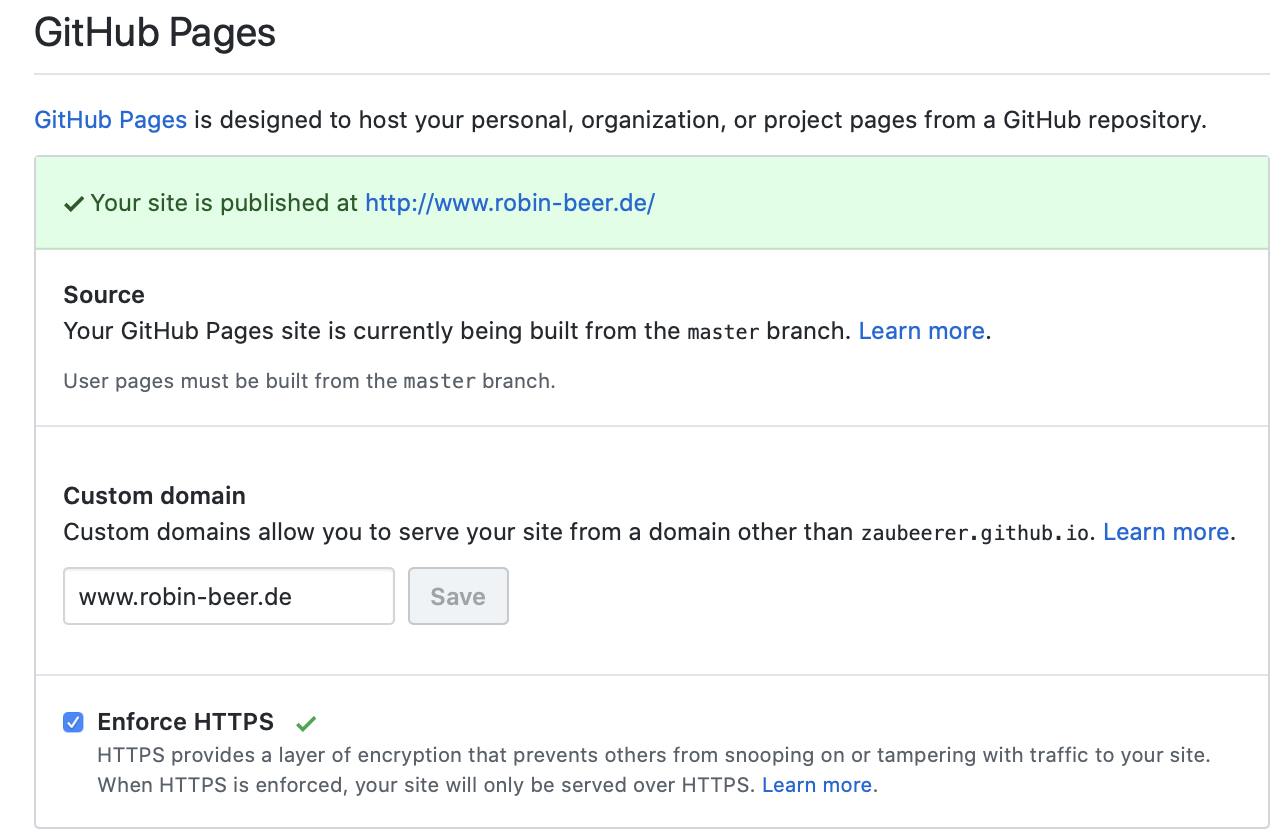 GitHub Pages
GitHub Pages is designed to host your personal, organization, or project pages from a GitHub repository.
Your site is published at http://www.robin-beer.de/
Source
Your GitHub Pages site is currently being built from the master branch. Learn more.
User pages must be built from the master branch.
Custom domain
Custom domains allow you to serve your site from a domain other than zaubeerer.github.io. Learn more.
www.robin-beer.de Save
Enforce HTTPS
HTTPS provides a layer of encryption that prevents others from snooping on or tampering with traffic to your site.
When HTTPS is enforced, your site will only be served over HTTPS. Learn more.